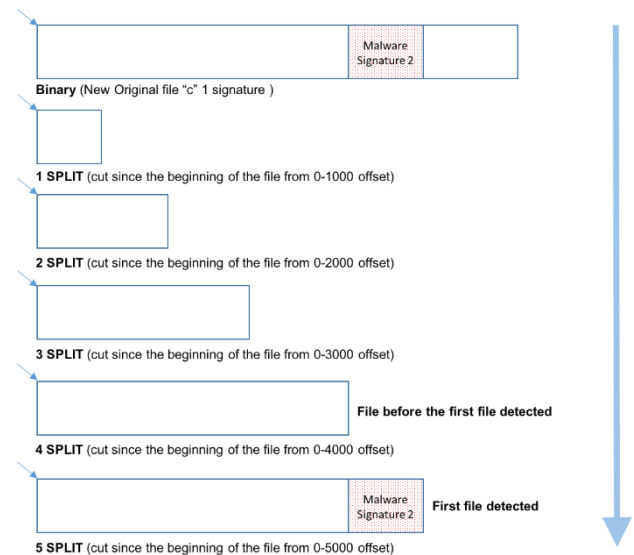 Malware
Signature 2
Binary (New Original file “c” 1 signature )
1 SPLIT (cut since the beginning of the file from 0-1000 offset)
2 SPLIT (cut since the beginning of the file from 0-2000 offset)
3 SPLIT (cut since the beginning of the file from 0-3000 offset)
File before the first file detected
4 SPLIT (cut since the beginning of the file from 0-4000 offset)
Malware
Signature 2
First file detected
5 SPLIT (cut since the beginning of the file from 0-5000 offset)